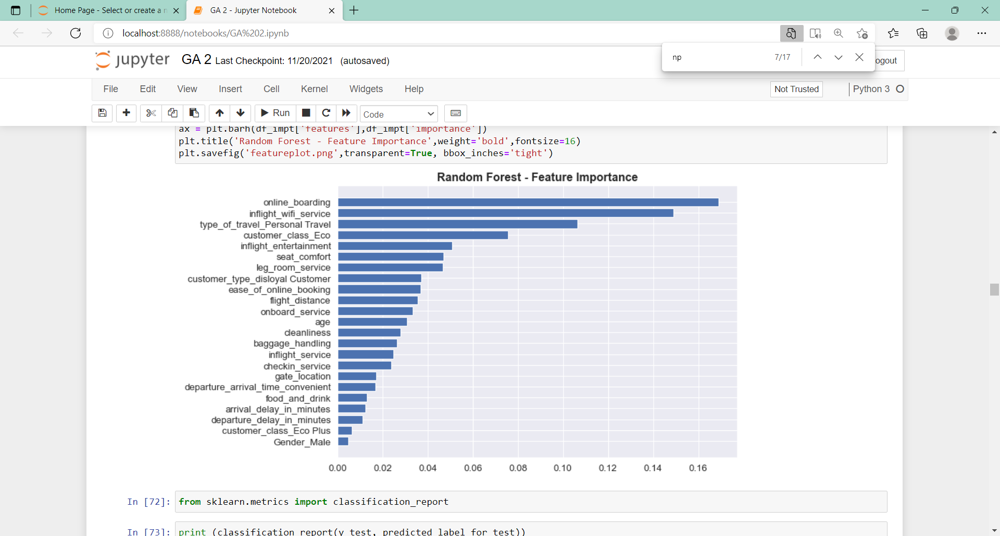 Home Page - Select or create a n
GA 2 - Jupyter Notebook
localhost:8888/notebooks/GA%202.ipynb
np 7/17
jupyter GA 2 Last Checkpoint: 11/20/2021 (autosaved)
ogout
File Edit View Insert Cell Kernel Widgets Help
Not Trusted
Python 3
Run
Code
ax = plt.barh(df_impt['features'],df_impt['importance'])
plt.title('Random Forest - Feature Importance',weight='bold',fontsize=16)
plt.savefig('featureplot.png',transparent=True, bbox_inches='tight')
Random Forest - Feature Importance
online_boarding
inflight_wifi_service
type_of_travel_Personal Travel
customer_class_Eco
inflight_entertainment
seat_comfort
leg_room_service
customer_type_disloyal Customer
ease_of_online_booking
flight_distance
onboard_service
age
cleanliness
baggage_handling
inflight_service
checkin_service
gate_location
departure_arrival_time_convenient
food_and_drink
arrival_delay_in_minutes
departure_delay_in_minutes
customer_class_Eco Plus
Gender_Male
0.00 0.02 0.04 0.06 0.08 0.10 0.12 0.14 0.16
In [72]: from sklearn.metrics import classification_report
In [73]: print (classification_report(y_test, predicted_label_for_test))